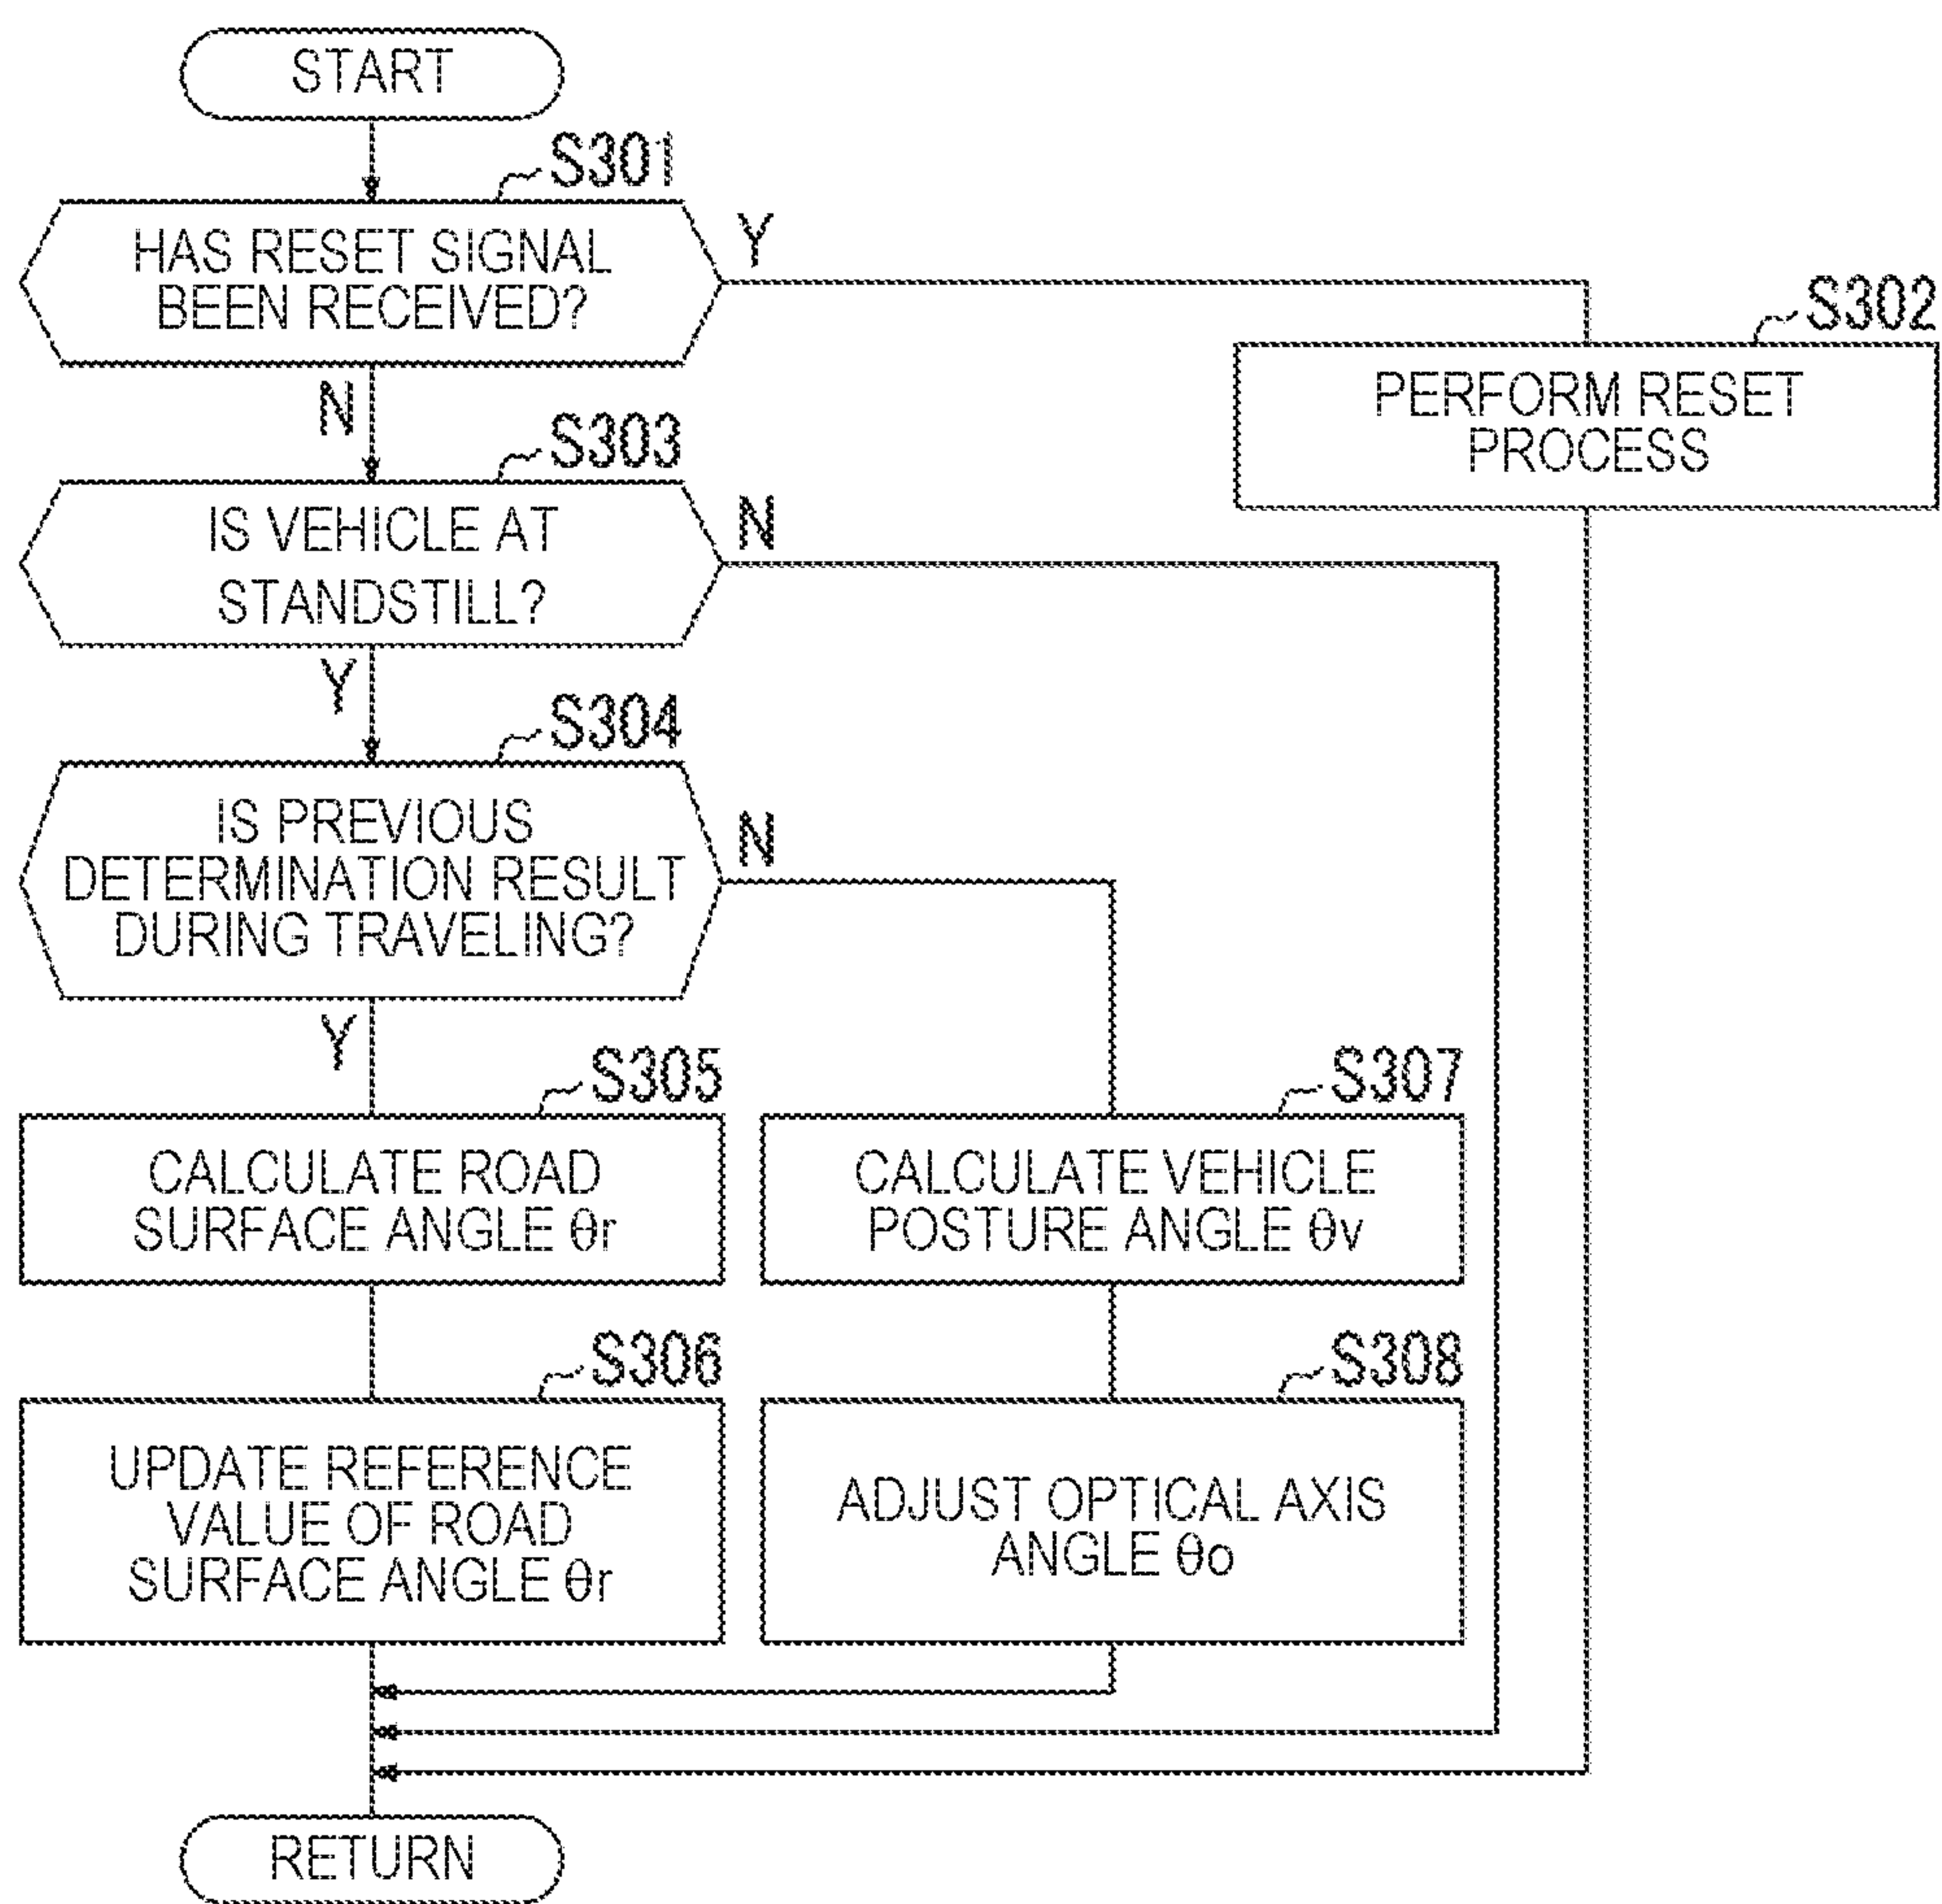 START
S301
HAS RESET SIGNAL
BEEN RECEIVED?
Y
N
S302
PERFORM RESET
PROCESS
S303
IS VEHICLE AT
STANDSTILL?
N
Y
S304
IS PREVIOUS
DETERMINATION RESULT
DURING TRAVELING?
N
Y
S305
CALCULATE ROAD
SURFACE ANGLE θr
S307
CALCULATE VEHICLE
POSTURE ANGLE θv
S306
UPDATE REFERENCE
VALUE OF ROAD
SURFACE ANGLE θr
S308
ADJUST OPTICAL AXIS
ANGLE θo
RETURN